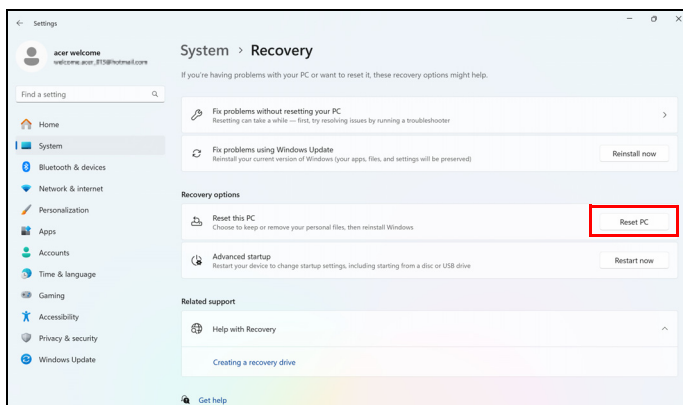 Settings
acer welcome
welcome.acer_815@hotmail.com
Find a setting
Home
System
Bluetooth & devices
Network & internet
Personalization
Apps
Accounts
Time & language
Gaming
Accessibility
Privacy & security
Windows Update
System > Recovery
If you're having problems with your PC or want to reset it, these recovery options might help.
Fix problems without resetting your PC
Resetting can take a while — first, try resolving issues by running a troubleshooter
Fix problems using Windows Update
Reinstall your current version of Windows (your apps, files, and settings will be preserved)
Reinstall now
Recovery options
Reset this PC
Choose to keep or remove your personal files, then reinstall Windows
Reset PC
Advanced startup
Restart your device to change startup settings, including starting from a disc or USB drive
Restart now
Related support
Help with Recovery
Creating a recovery drive
Get help